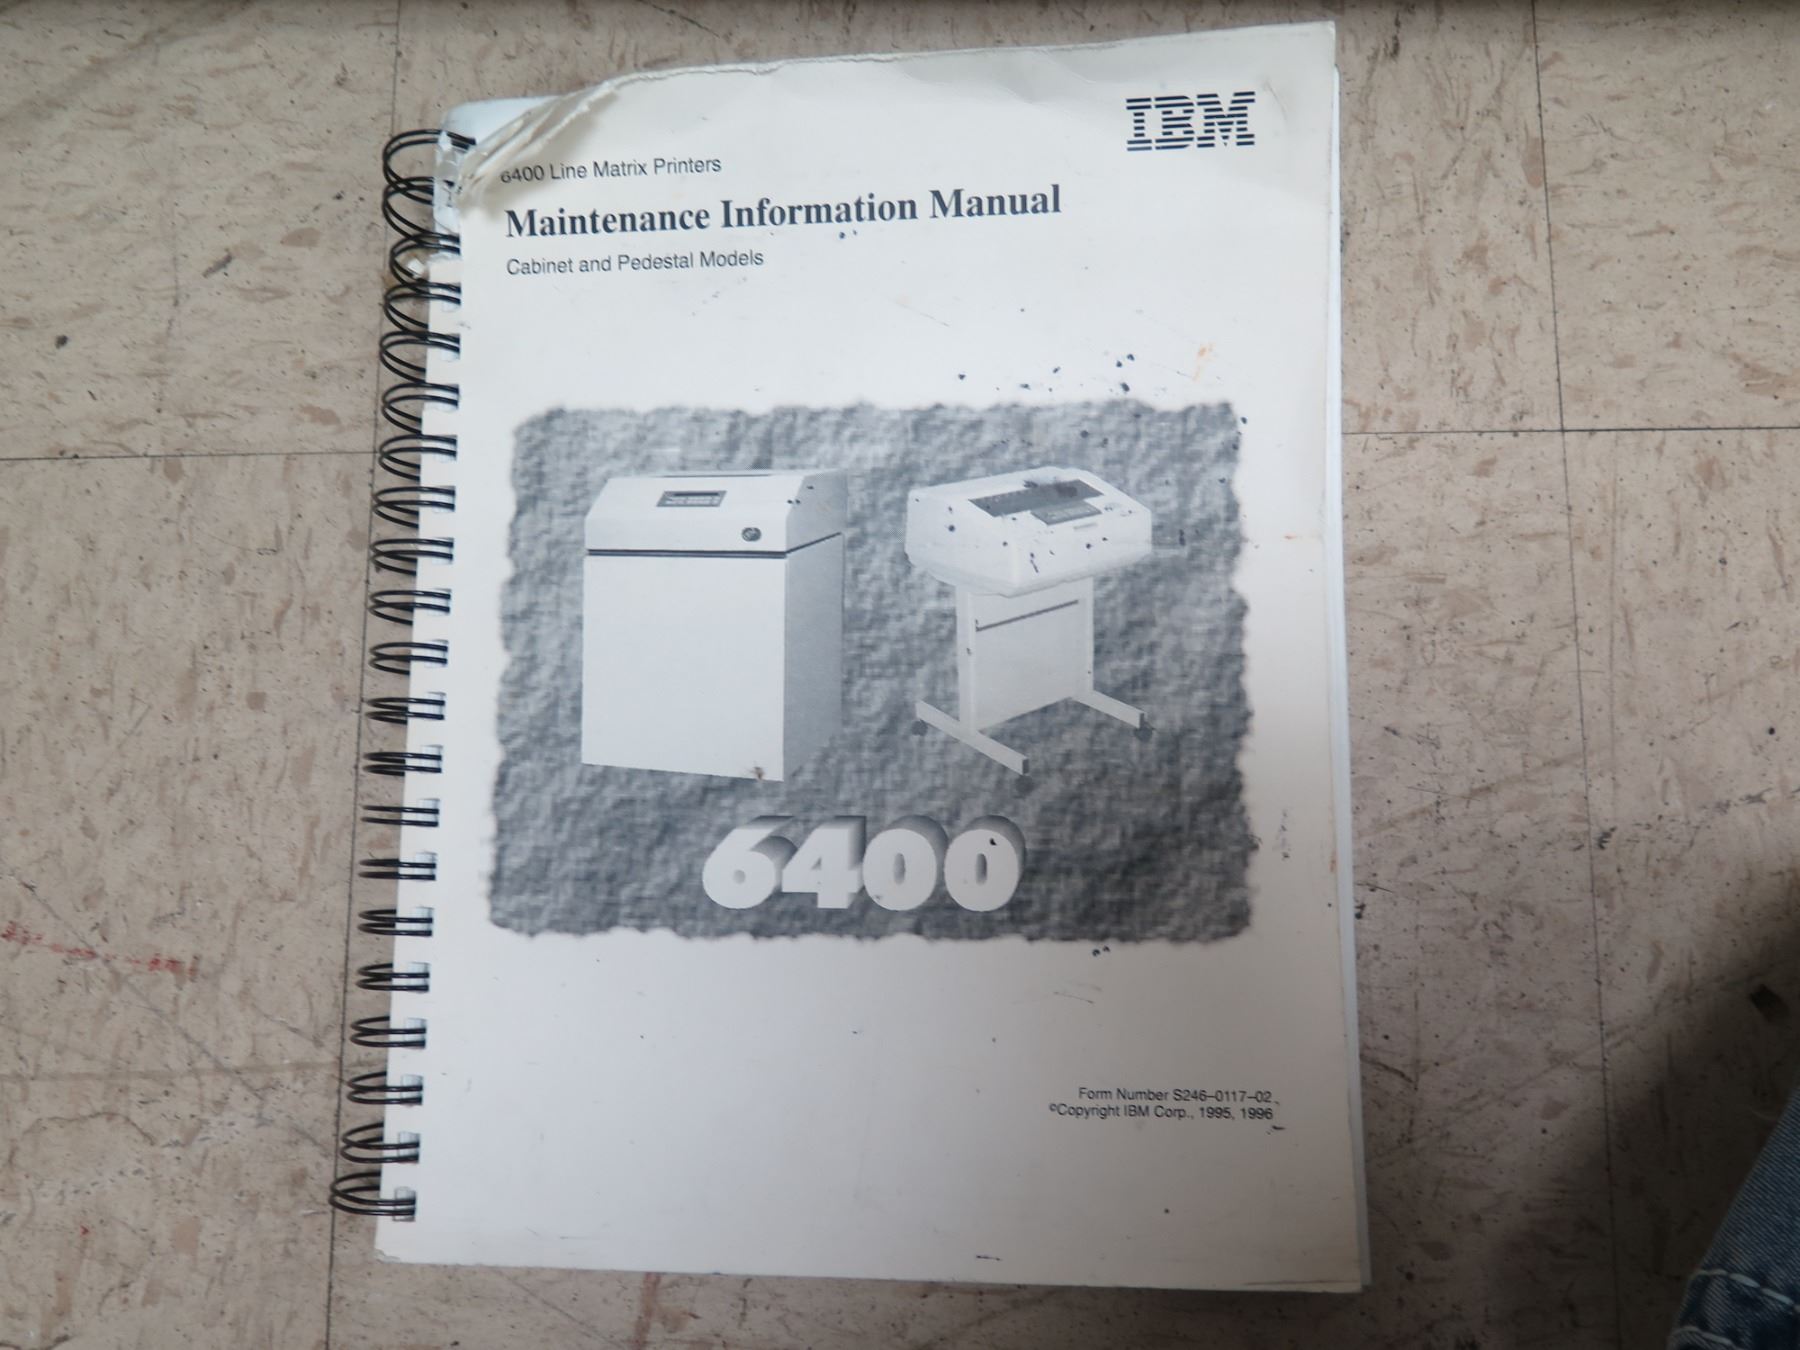 IBM
6400 Line Matrix Printers
Maintenance Information Manual
Cabinet and Pedestal Models
6400
Form Number S246–0117–02
©Copyright IBM Corp., 1995, 1996